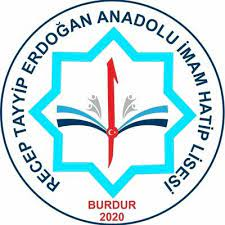 RECEP TAYYİP ERDOĞAN ANADOLU İMAM HATİP LİSESİ
BURDUR
2020